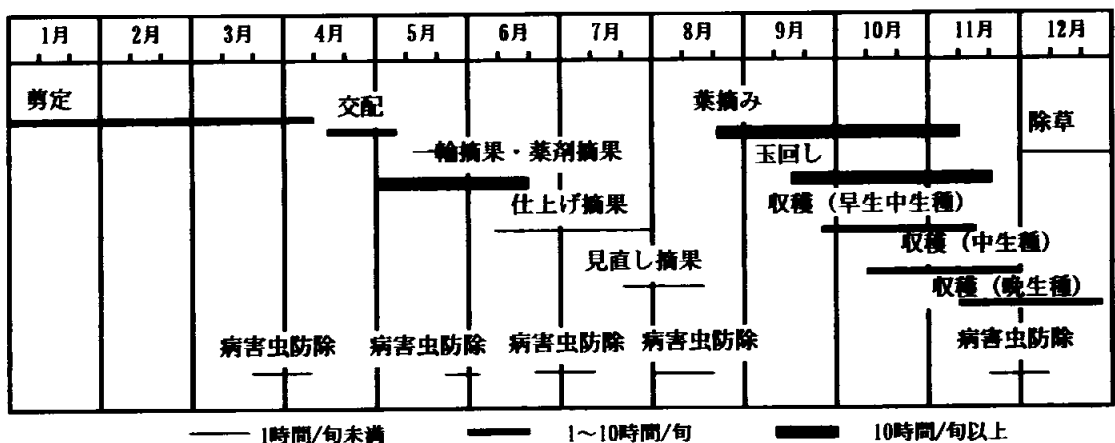 1月 2月 3月 4月 5月 6月 7月 8月 9月 10月 11月 12月
剪定
交配
葉摘み
除草
一輪摘果・薬剤摘果
玉回し
仕上げ摘果
収穫（早生中生種）
収穫（中生種）
見直し摘果
収穫（晩生種）
病害虫防除 病害虫防除 病害虫防除 病害虫防除 病害虫防除
1時間/旬未満 1～10時間/旬 10時間/旬以上